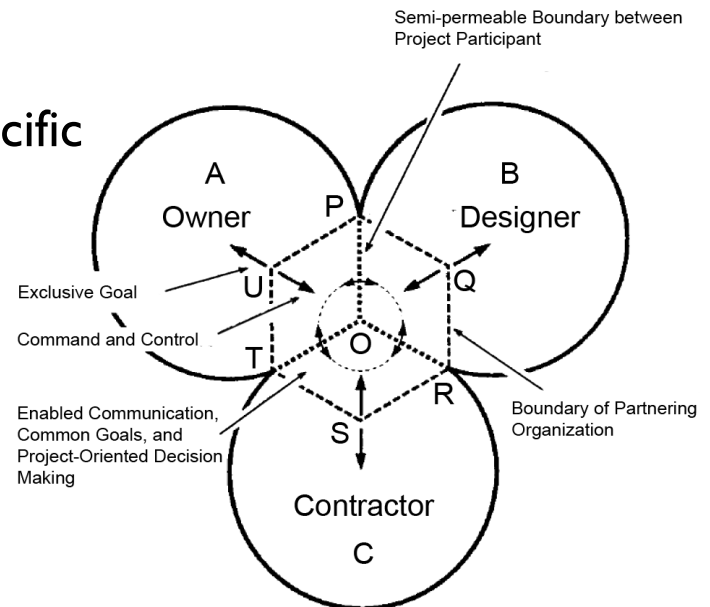 Semi-permeable Boundary between
Project Participant
cific
A
Owner
B
Designer
P
U
Q
Exclusive Goal
Command and Control
O
T
R
S
Enabled Communication,
Common Goals, and
Project-Oriented Decision
Making
Boundary of Partnering
Organization
Contractor
C